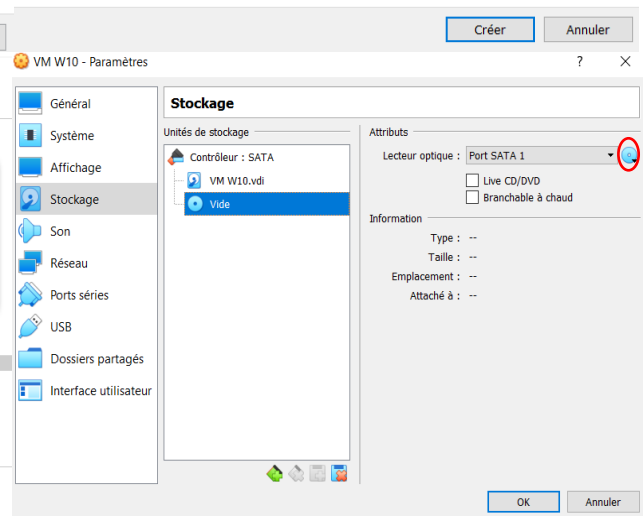 Créer
Annuler
VM W10 - Paramètres
?
Général
Système
Affichage
Stockage
Son
Réseau
Ports séries
USB
Dossiers partagés
Interface utilisateur
Stockage
Unités de stockage
Contrôleur : SATA
VM W10.vdi
Vide
Attributs
Lecteur optique : Port SATA 1
Live CD/DVD
Branchable à chaud
Information
Type : --
Taille : --
Emplacement : --
Attaché à : --
OK
Annuler